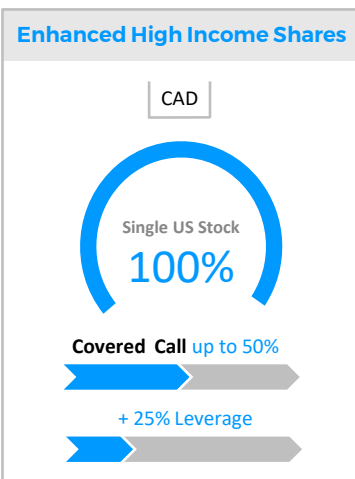 Enhanced High Income Shares
CAD
Single US Stock
100%
Covered Call up to 50%
+ 25% Leverage